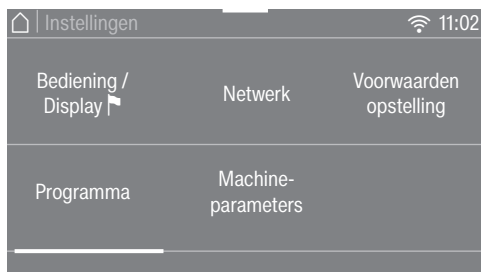 Instellingen
11:02
Bediening /
Display
Netwerk
Voorwaarden
opstelling
Programma
Machine-
parameters